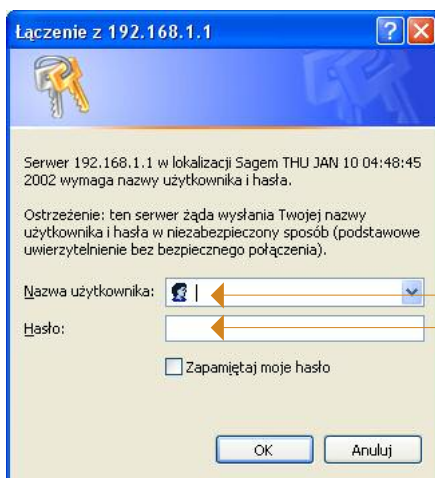 Łączenie z 192.168.1.1
Serwer 192.168.1.1 w lokalizacji Sagem THU JAN 10 04:48:45
2002 wymaga nazwy użytkownika i hasła.
Ostrzeżenie: ten serwer żąda wysłania Twojej nazwy
użytkownika i hasła w niezabezpieczony sposób (podstawowe
uwierzytelnienie bez bezpiecznego połączenia).
Nazwa użytkownika:
Hasło:
Zapamiętaj moje hasło
OK Anuluj